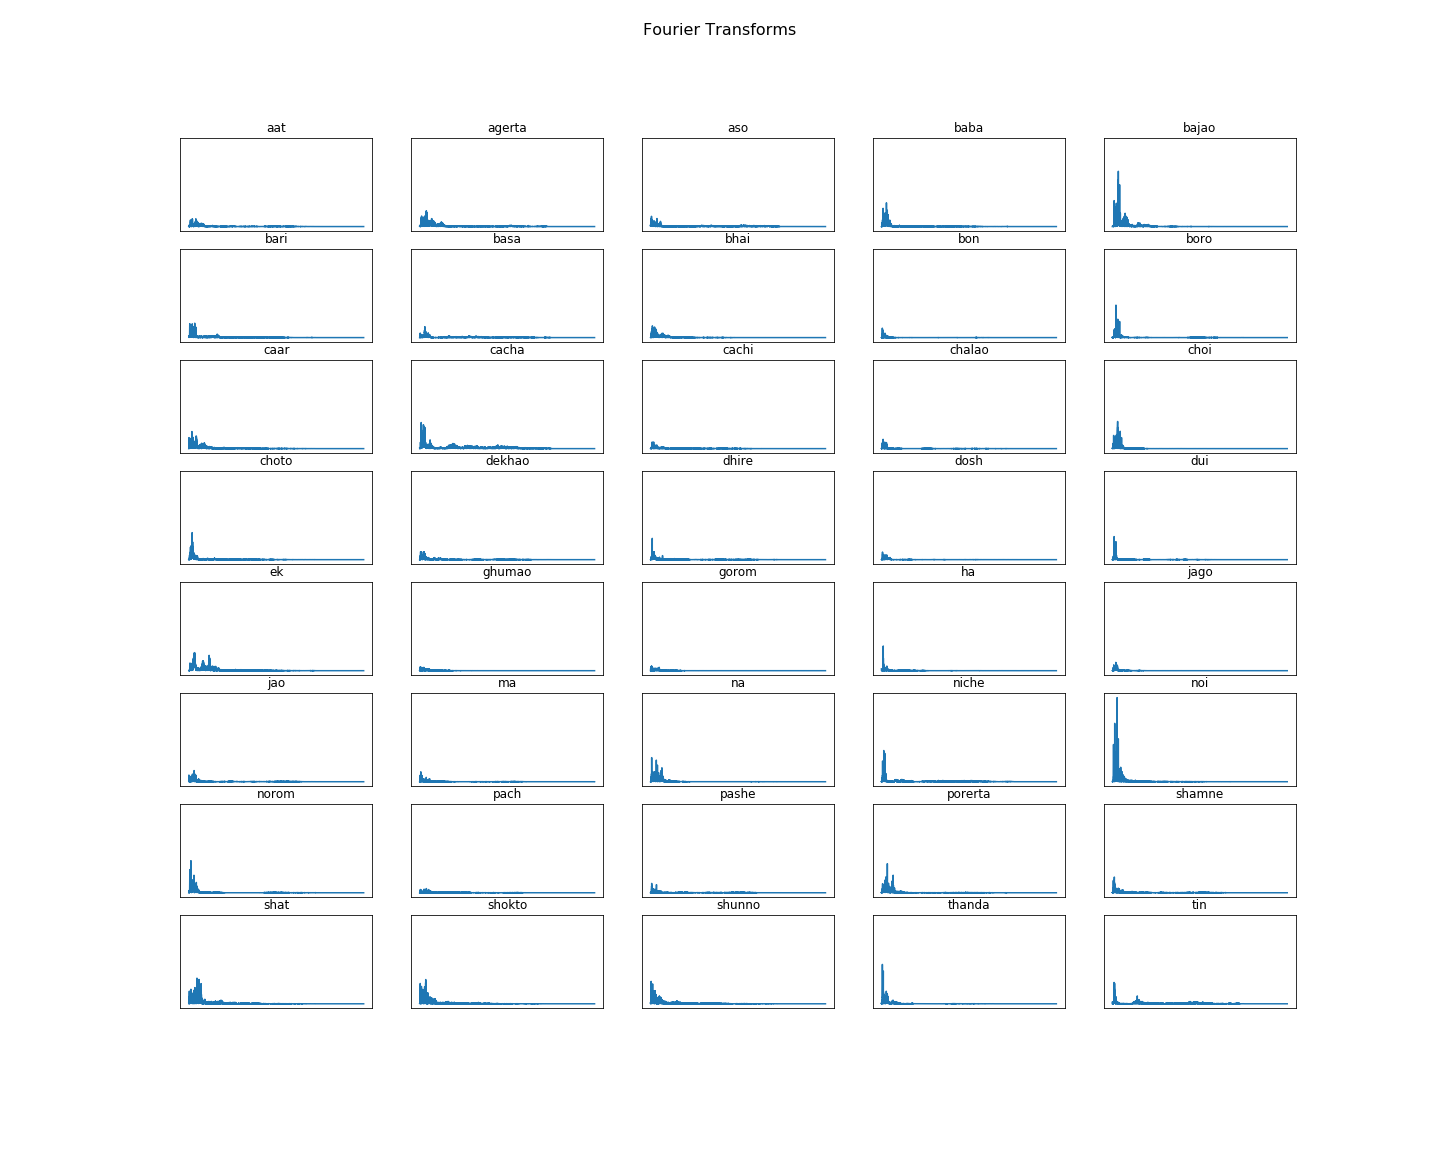 Fourier Transforms
aat agerta aso baba bajao
bari basa bhai bon boro
caar cacha cachi chalao choi
choto dekhao dhire dosh dui
ek ghumao gorom ha jago
jao ma na niche noi
norom pach pashe porerta shamne
shat shokto shunno thanda tin